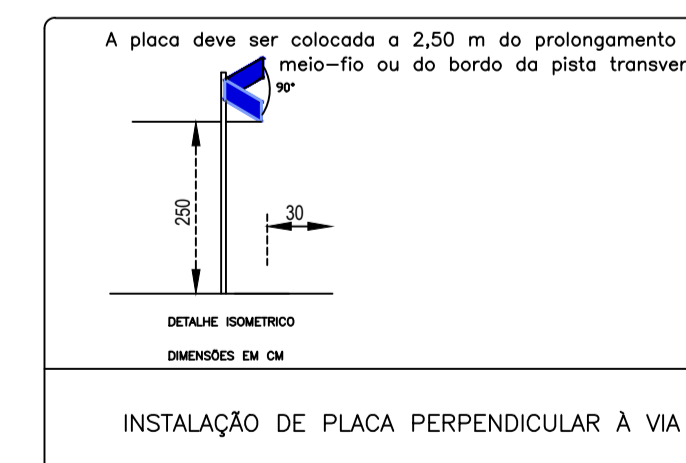 A placa deve ser colocada a 2,50 m do prolongamento
meio-fio ou do bordo da pista transver
90°
250
30
DETALHE ISOMETRICO
DIMENSÕES EM CM
INSTALAÇÃO DE PLACA PERPENDICULAR À VIA